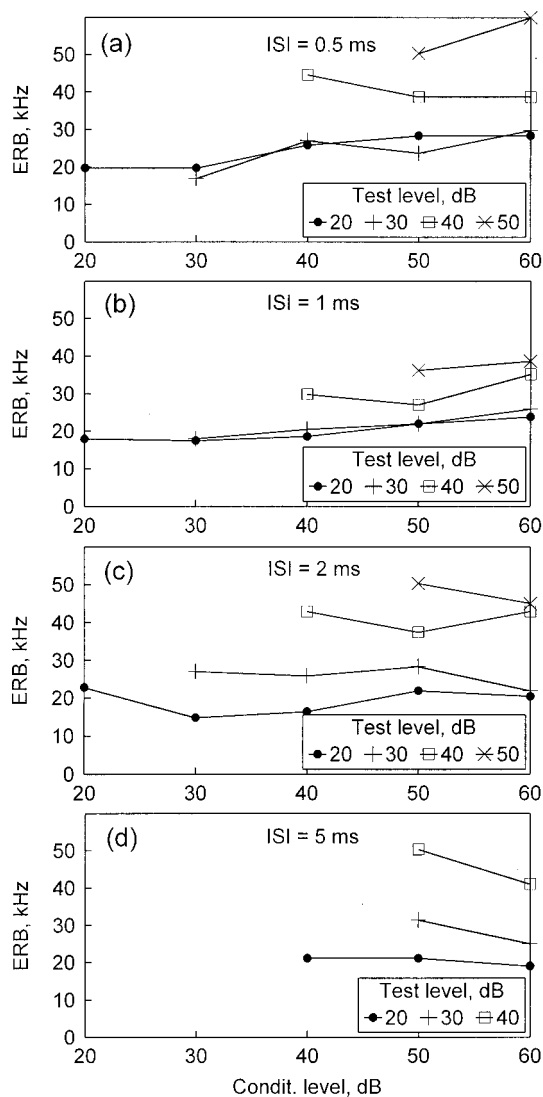 (a)
ISI = 0.5 ms
ERB, kHz
60
50
40
30
20
10
0
Test level, dB
20 30 40 50
20 30 40 50 60
(b)
ISI = 1 ms
ERB, kHz
50
40
30
20
10
0
Test level, dB
20 30 40 50
20 30 40 50 60
(c)
ISI = 2 ms
ERB, kHz
50
40
30
20
10
0
Test level, dB
20 30 40 50
20 30 40 50 60
(d)
ISI = 5 ms
ERB, kHz
50
40
30
20
10
0
Test level, dB
20 30 40
20 30 40 50 60
Condit. level, dB